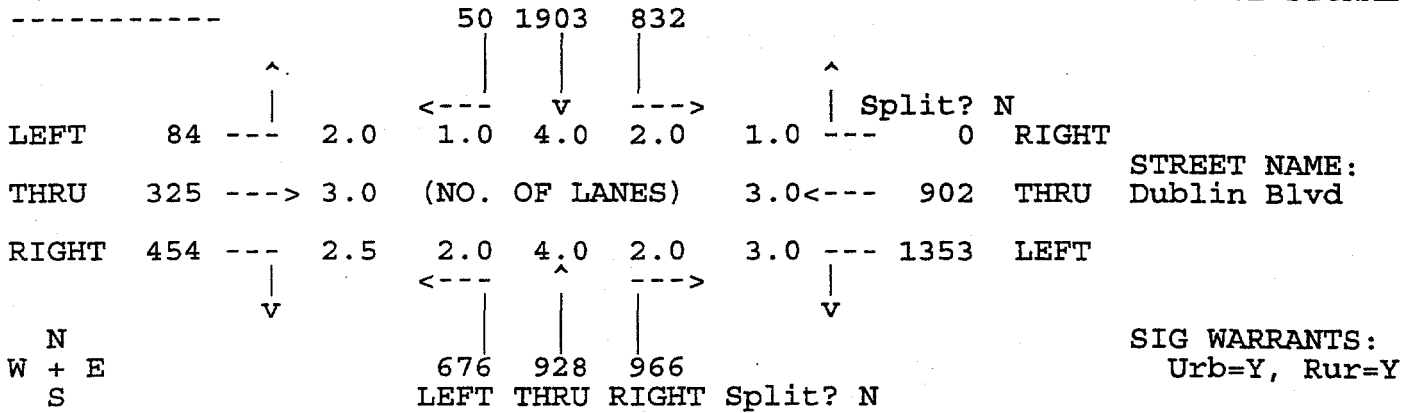 ----------- 50 1903 832
^ | | | ^
| <--- v ---> | Split? N
LEFT 84 --- 2.0 1.0 4.0 2.0 1.0 --- 0 RIGHT
STREET NAME:
THRU 325 ---> 3.0 (NO. OF LANES) 3.0<--- 902 THRU Dublin Blvd
RIGHT 454 --- 2.5 2.0 4.0 2.0 3.0 --- 1353 LEFT
| <--- ^ ---> |
v | | | v
N | | | SIG WARRANTS:
W + E 676 928 966 Urb=Y, Rur=Y
S LEFT THRU RIGHT Split? N